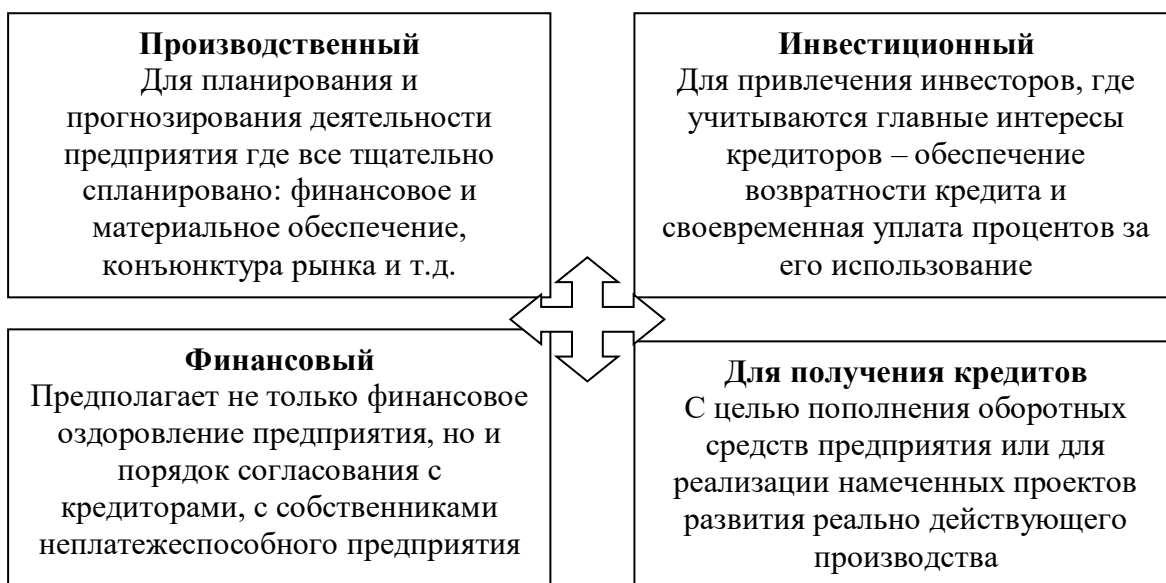 Производственный
Для планирования и
прогнозирования деятельности
предприятия где все тщательно
спланировано: финансовое и
материальное обеспечение,
конъюнктура рынка и т.д.
Инвестиционный
Для привлечения инвесторов, где
учитываются главные интересы
кредиторов – обеспечение
возвратности кредита и
своевременная уплата процентов за
его использование
Финансовый
Предполагает не только финансовое
оздоровление предприятия, но и
порядок согласования с
кредиторами, с собственниками
неплатежеспособного предприятия
Для получения кредитов
С целью пополнения оборотных
средств предприятия или для
реализации намеченных проектов
развития реально действующего
производства